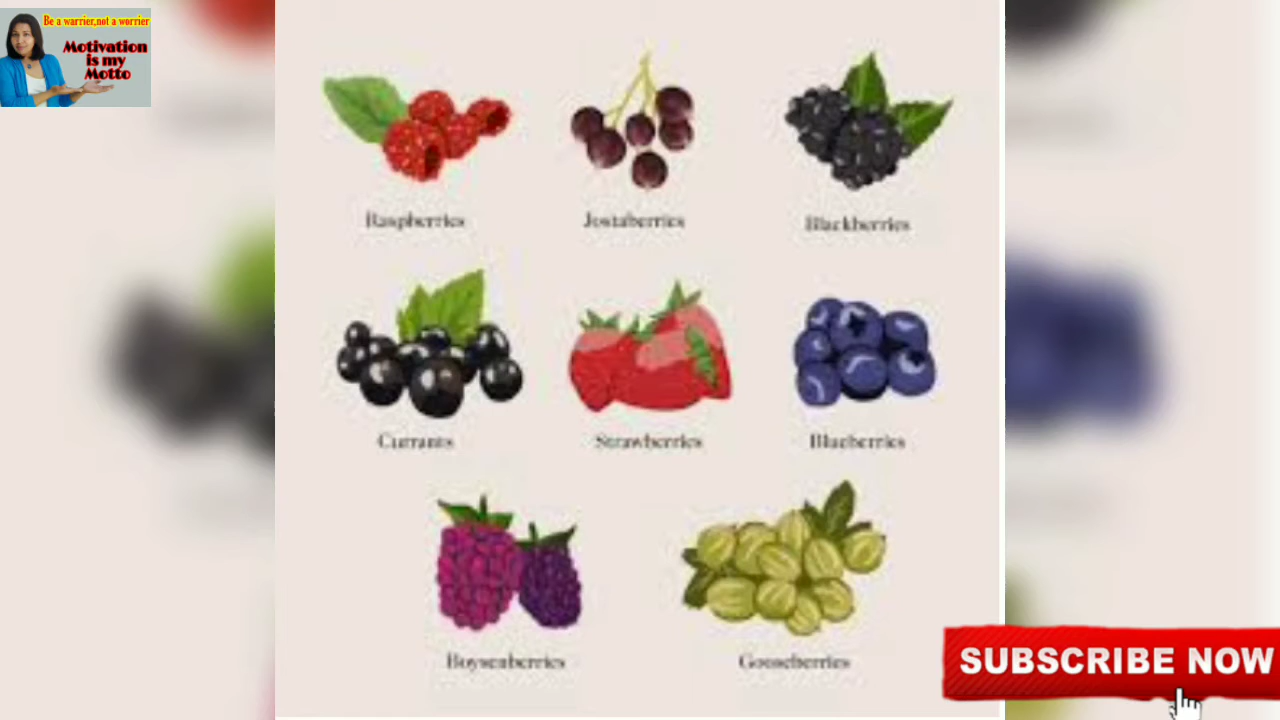 Be a warrier,not a worrier
Motivation
is my
Motto
Raspberries
Jostaberries
Blackberries
Currants
Strawberries
Blueberries
Boysenberries
Gooseberries
SUBSCRIBE NOW